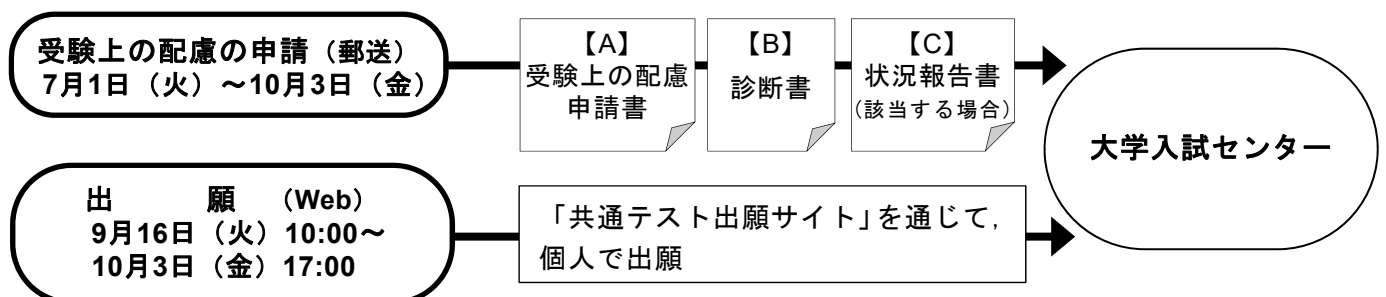 受験上の配慮の申請（郵送）
7月1日（火）～10月3日（金）
【A】
受験上の配慮
申請書
【B】
診断書
【C】
状況報告書
（該当する場合）
大学入試センター
出　　願　（Web）
9月16日（火）10:00～
10月3日（金）17:00
「共通テスト出願サイト」を通じて，
個人で出願